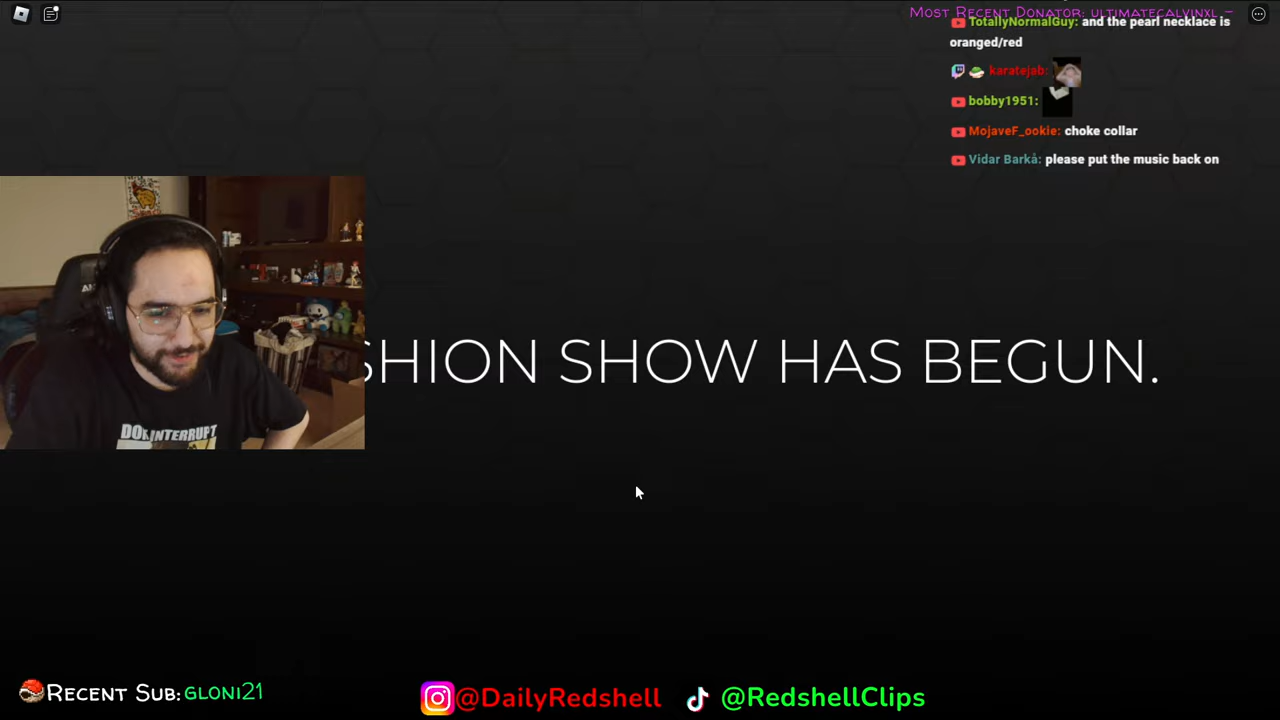 Most Recent Donator: ultimatecalvinxl –
TotallyNormalGuy: and the pearl necklace is
oranged/red
karatejab:
bobby1951:
MojaveF_ookie: choke collar
Vidar Barkå: please put the music back on
SHION SHOW HAS BEGUN.
INTERRUPT
Recent Sub: gloni21
@DailyRedshell
@RedshellClips